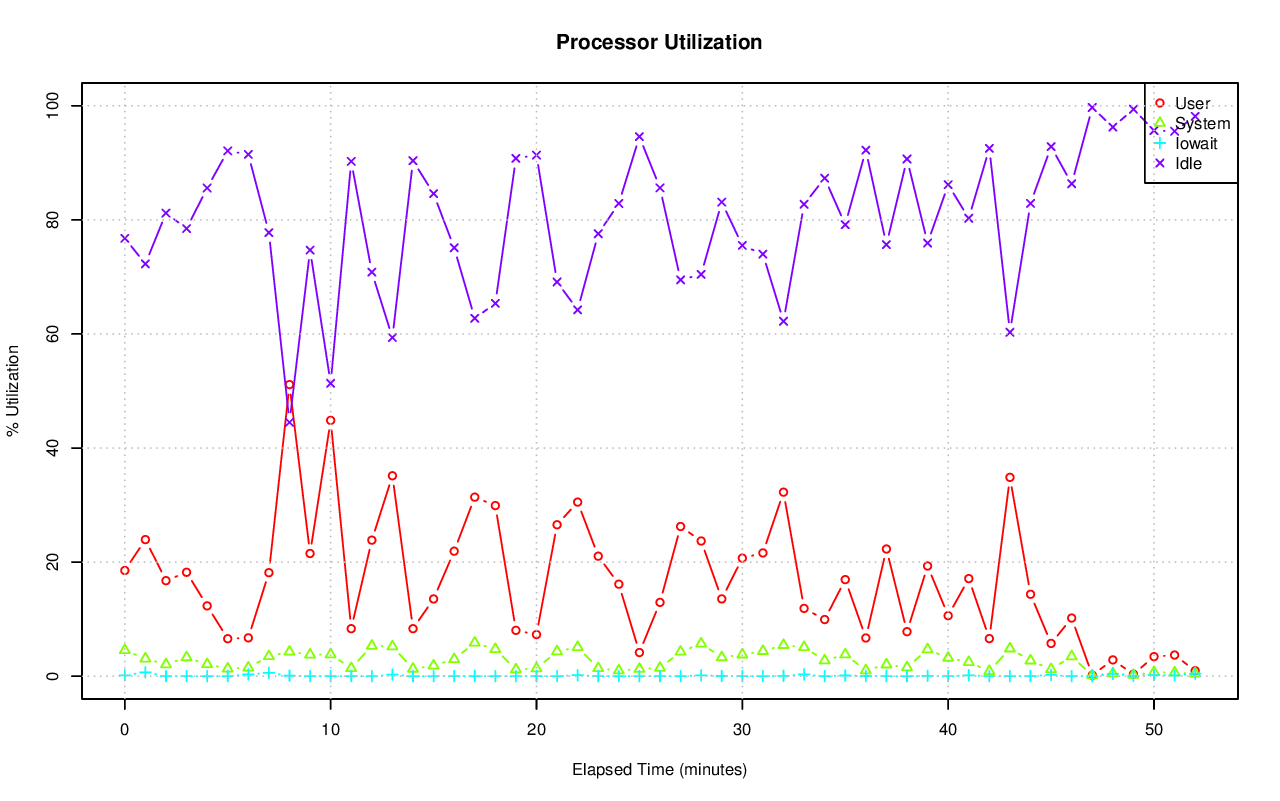 Processor Utilization
User
System
Iowait
Idle
% Utilization
100
80
60
40
20
0
0 10 20 30 40 50
Elapsed Time (minutes)